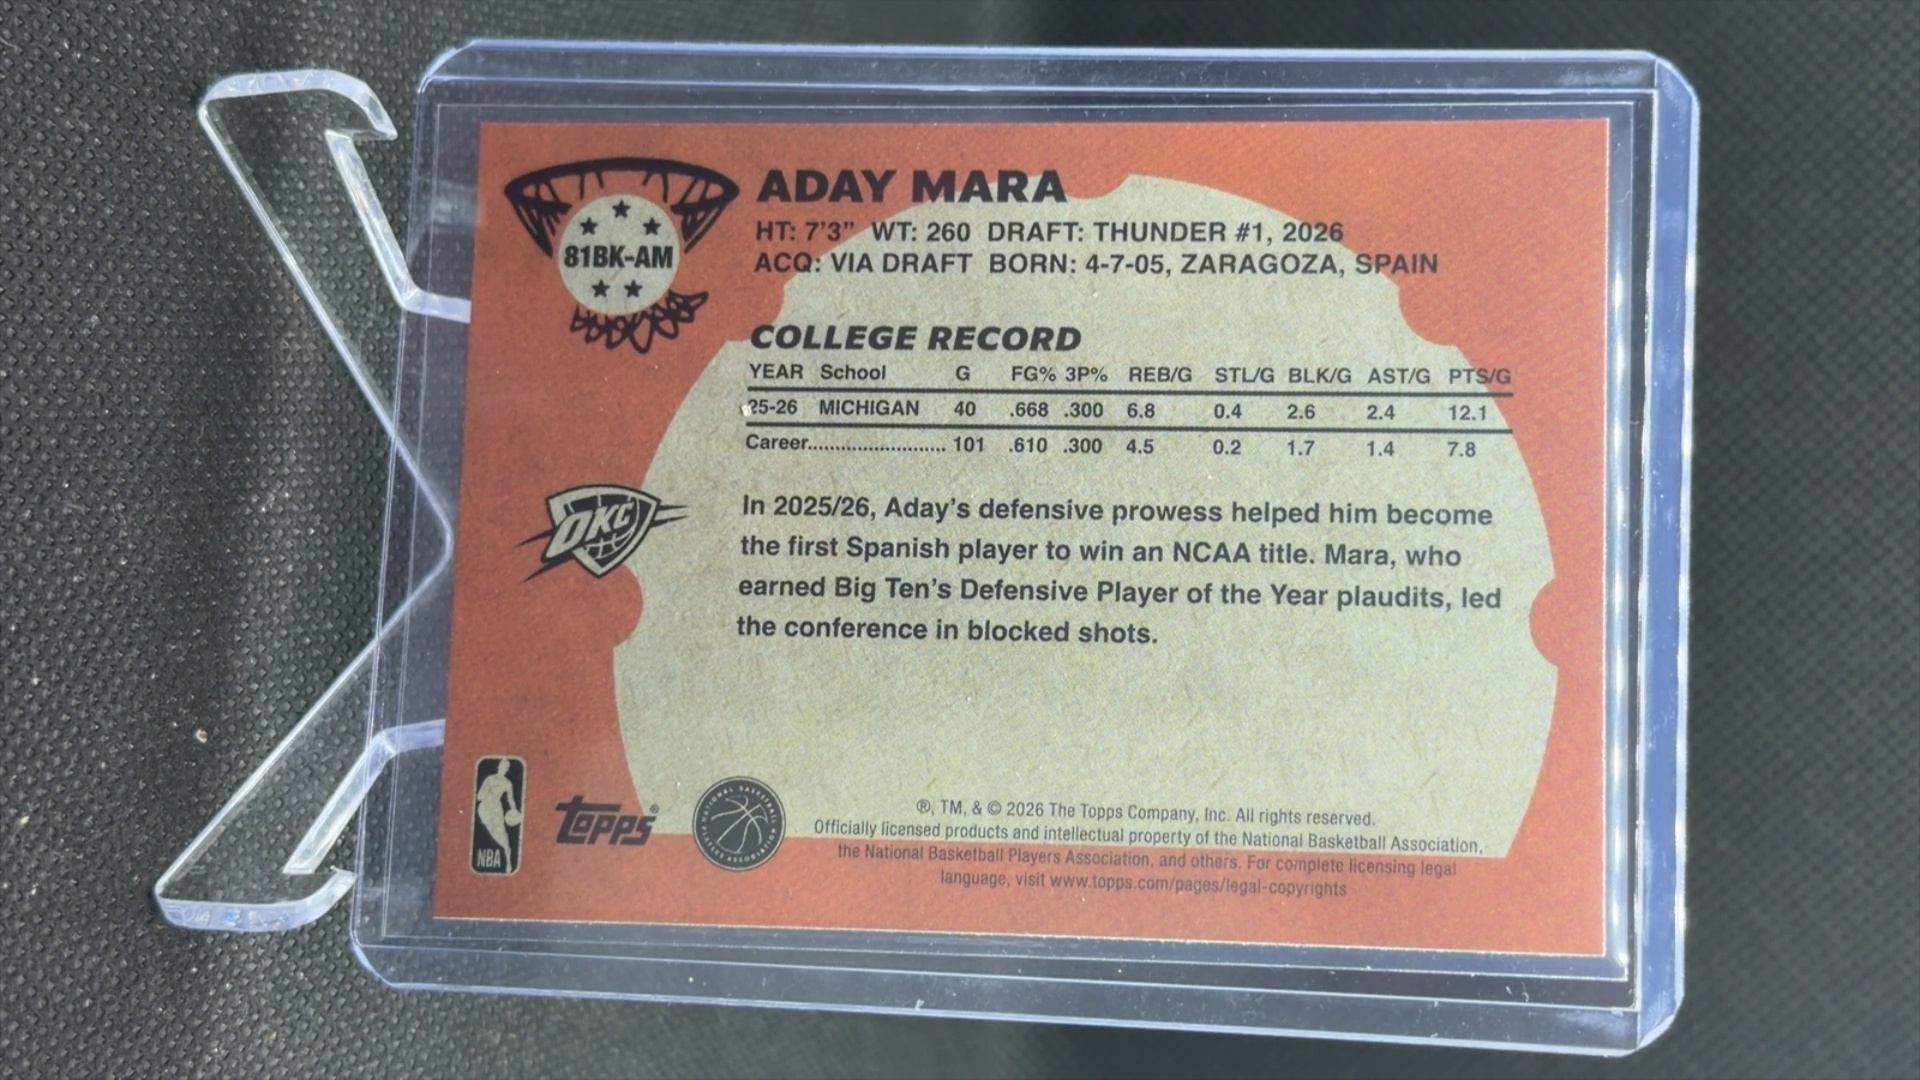 81BK-AM
ADAY MARA
HT: 7'3” WT: 260 DRAFT: THUNDER #1, 2026
ACQ: VIA DRAFT BORN: 4-7-05, ZARAGOZA, SPAIN
COLLEGE RECORD
YEAR School G FG% 3P% REB/G STL/G BLK/G AST/G PTS/G
25-26 MICHIGAN 40 .668 .300 6.8 0.4 2.6 2.4 12.1
Career......................... 101 .610 .300 4.5 0.2 1.7 1.4 7.8
OKC
In 2025/26, Aday’s defensive prowess helped him become
the first Spanish player to win an NCAA title. Mara, who
earned Big Ten’s Defensive Player of the Year plaudits, led
the conference in blocked shots.
NBA
Topps®
NATIONAL BASKETBALL PLAYERS ASSOCIATION
®, TM, & © 2026 The Topps Company, Inc. All rights reserved.
Officially licensed products and intellectual property of the National Basketball Association,
the National Basketball Players Association, and others. For complete licensing legal
language, visit www.topps.com/pages/legal-copyrights